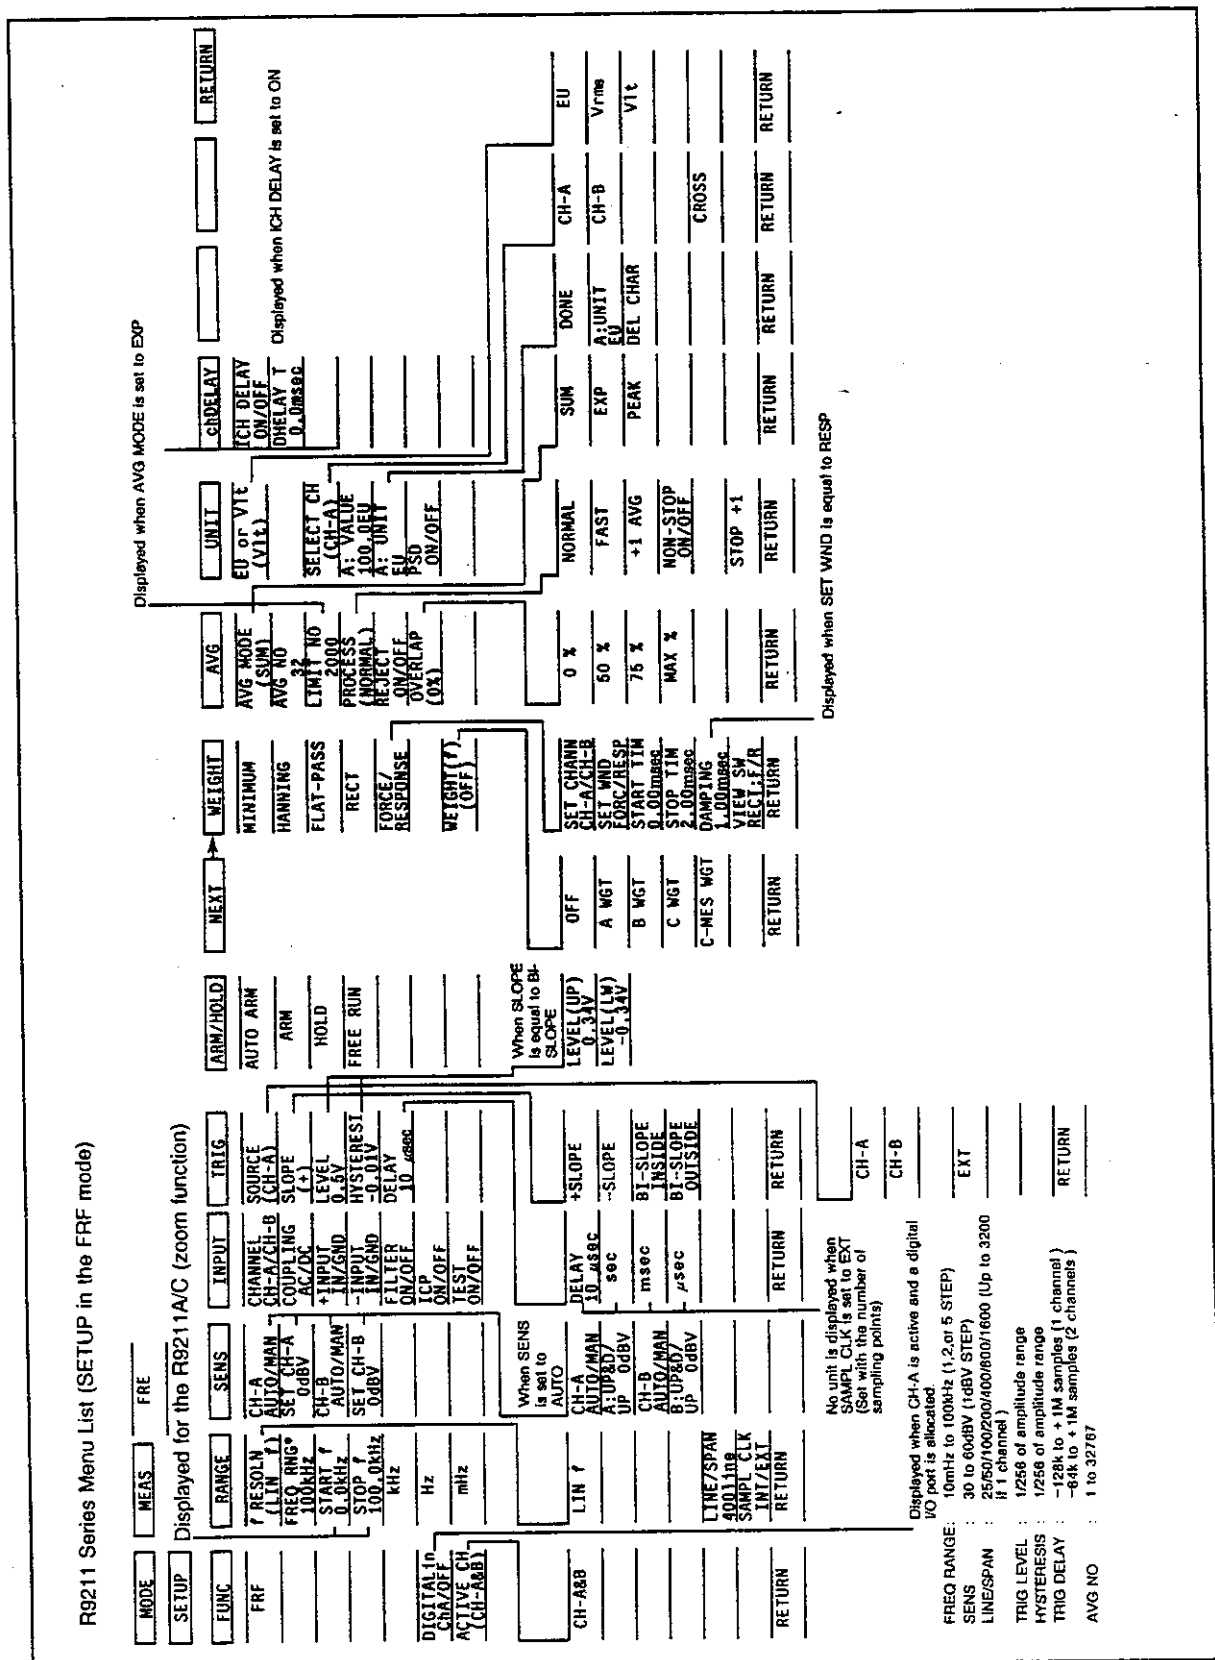 R9211 Series Menu List (SETUP in the FRF mode)
MODE
MEAS
FRE
SETUP
Displayed for the R9211A/C (zoom function)
FUNC
FRF
DIGITALin
ChA/OFF
ACTIVE CH
(CH-A&B)
CH-A&B
RETURN
RANGE
f RESOLN
(LIN f)
FREQ RNG*
100kHz
START f
0.0kHz
STOP f
100.0kHz
kHz
Hz
mHz
LIN f
LINE/SPAN
400line
SAMPL CLK
INT/EXT
RETURN
SENS
CH-A
AUTO/MAN
SET CH-A
0dBV
CH-B
AUTO/MAN
SET CH-B
0dBV
When SENS
is set to
AUTO
CH-A
AUTO/MAN
A:UP&D/
UP 0dBV
CH-B
AUTO/MAN
B:UP&D/
UP 0dBV
INPUT
CHANNEL
CH-A/CH-B
COUPLING
AC/DC
+INPUT
IN/GND
-INPUT
IN/GND
FILTER
ON/OFF
ICP
ON/OFF
TEST
ON/OFF
DELAY
10 μsec
sec
msec
μsec
RETURN
No unit is displayed when
SAMPL CLK is set to EXT
(Set with the number of
sampling points)
TRIG
SOURCE
(CH-A)
SLOPE
(+)
LEVEL
0.5V
HYSTERESI
-0.01V
DELAY
10 μsec
+SLOPE
-SLOPE
BI-SLOPE
INSIDE
BI-SLOPE
OUTSIDE
RETURN
CH-A
CH-B
EXT
RETURN
ARM/HOLD
AUTO ARM
ARM
HOLD
FREE RUN
When SLOPE
is equal to BI-
SLOPE
LEVEL(UP)
0.34V
LEVEL(LW)
-0.34V
NEXT
OFF
A WGT
B WGT
C WGT
C-MES WGT
RETURN
WEIGHT
MINIMUM
HANNING
FLAT-PASS
RECT
FORCE/
RESPONSE
WEIGHT(f)
(OFF)
SET CHANN
CH-A/CH-B
SET WND
FORC/RESP
START TIM
0.00msec
STOP TIM
2.00msec
DAMPING
1.00msec
VIEW SW
RECT:F/R
RETURN
Displayed when SET WND is equal to RESP
AVG
AVG MODE
(SUM)
AVG NO
32
LIMIT NO
2000
PROCESS
(NORMAL)
REJECT
ON/OFF
OVERLAP
(0%)
0 %
50 %
75 %
MAX %
RETURN
Displayed when AVG MODE is set to EXP
UNIT
EU or Vlt
(Vlt)
SELECT CH
(CH-A)
A: VALUE
100.0EU
A: UNIT
EU
PSD
ON/OFF
NORMAL
FAST
+1 AVG
NON-STOP
ON/OFF
STOP +1
RETURN
chDELAY
ICH DELAY
ON/OFF
DHELAY T
0.0msec
Displayed when ICH DELAY is set to ON
SUM
EXP
PEAK
RETURN
DONE
A:UNIT
EU
DEL CHAR
RETURN
CH-A
CH-B
CROSS
RETURN
RETURN
EU
Vrms
Vlt
RETURN
Displayed when CH-A is active and a digital
I/O port is allocated.
FREQ RANGE: 10mHz to 100kHz (1,2,or 5 STEP)
SENS : 30 to 60dBV (1dBV STEP)
LINE/SPAN : 25/50/100/200/400/800/1600 (Up to 3200
if 1 channel )
TRIG LEVEL : 1/256 of amplitude range
HYSTERESIS : 1/256 of amplitude range
TRIG DELAY : -128k to + 1M samples (1 channel )
-64k to + 1M samples (2 channels )
AVG NO : 1 to 32767